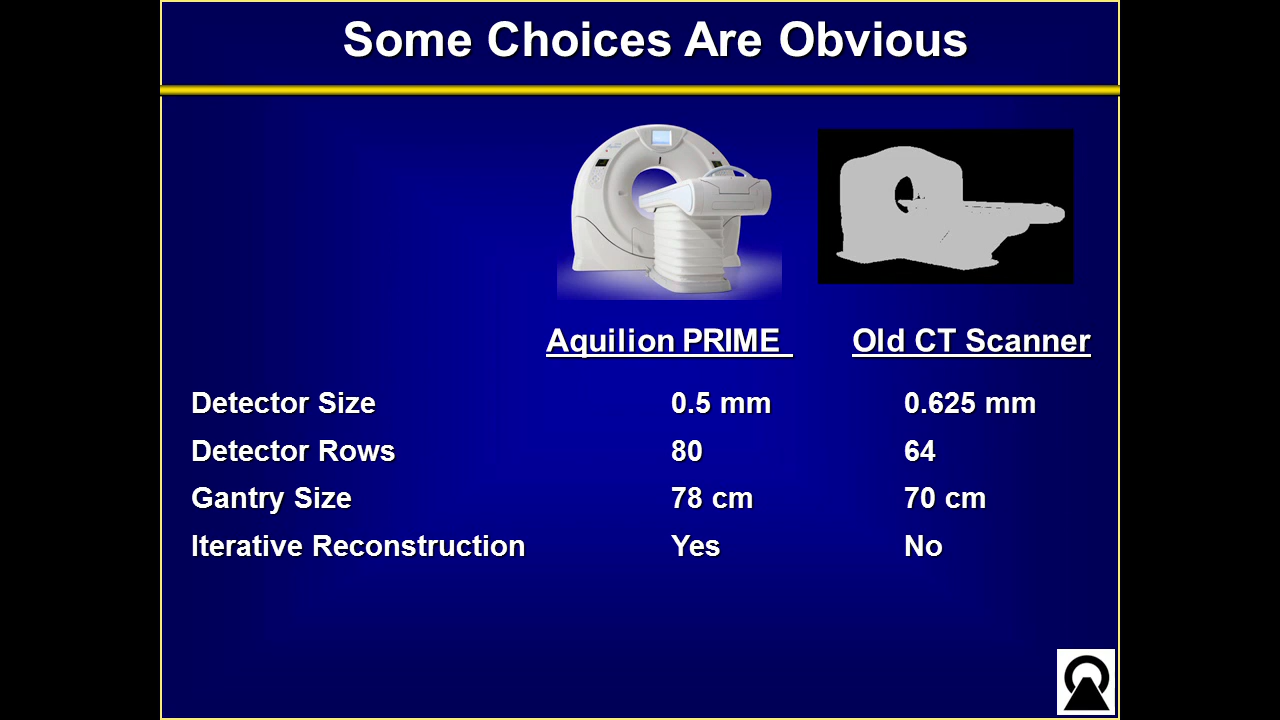 Some Choices Are Obvious
Aquilion PRIME Old CT Scanner
Detector Size 0.5 mm 0.625 mm
Detector Rows 80 64
Gantry Size 78 cm 70 cm
Iterative Reconstruction Yes No